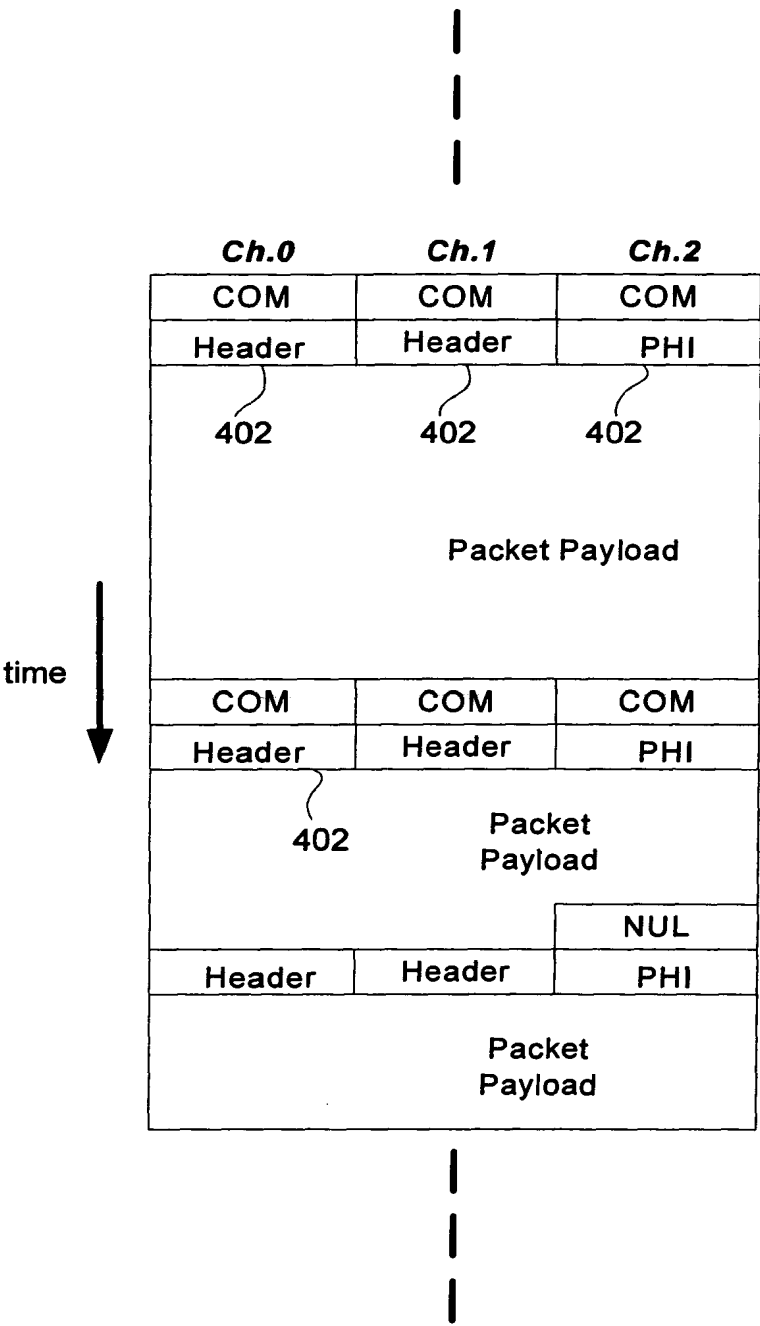 Ch.0 Ch.1 Ch.2
COM COM COM
Header Header PHI
402 402 402
Packet Payload
time
COM COM COM
Header Header PHI
402
Packet
Payload
NUL
Header Header PHI
Packet
Payload